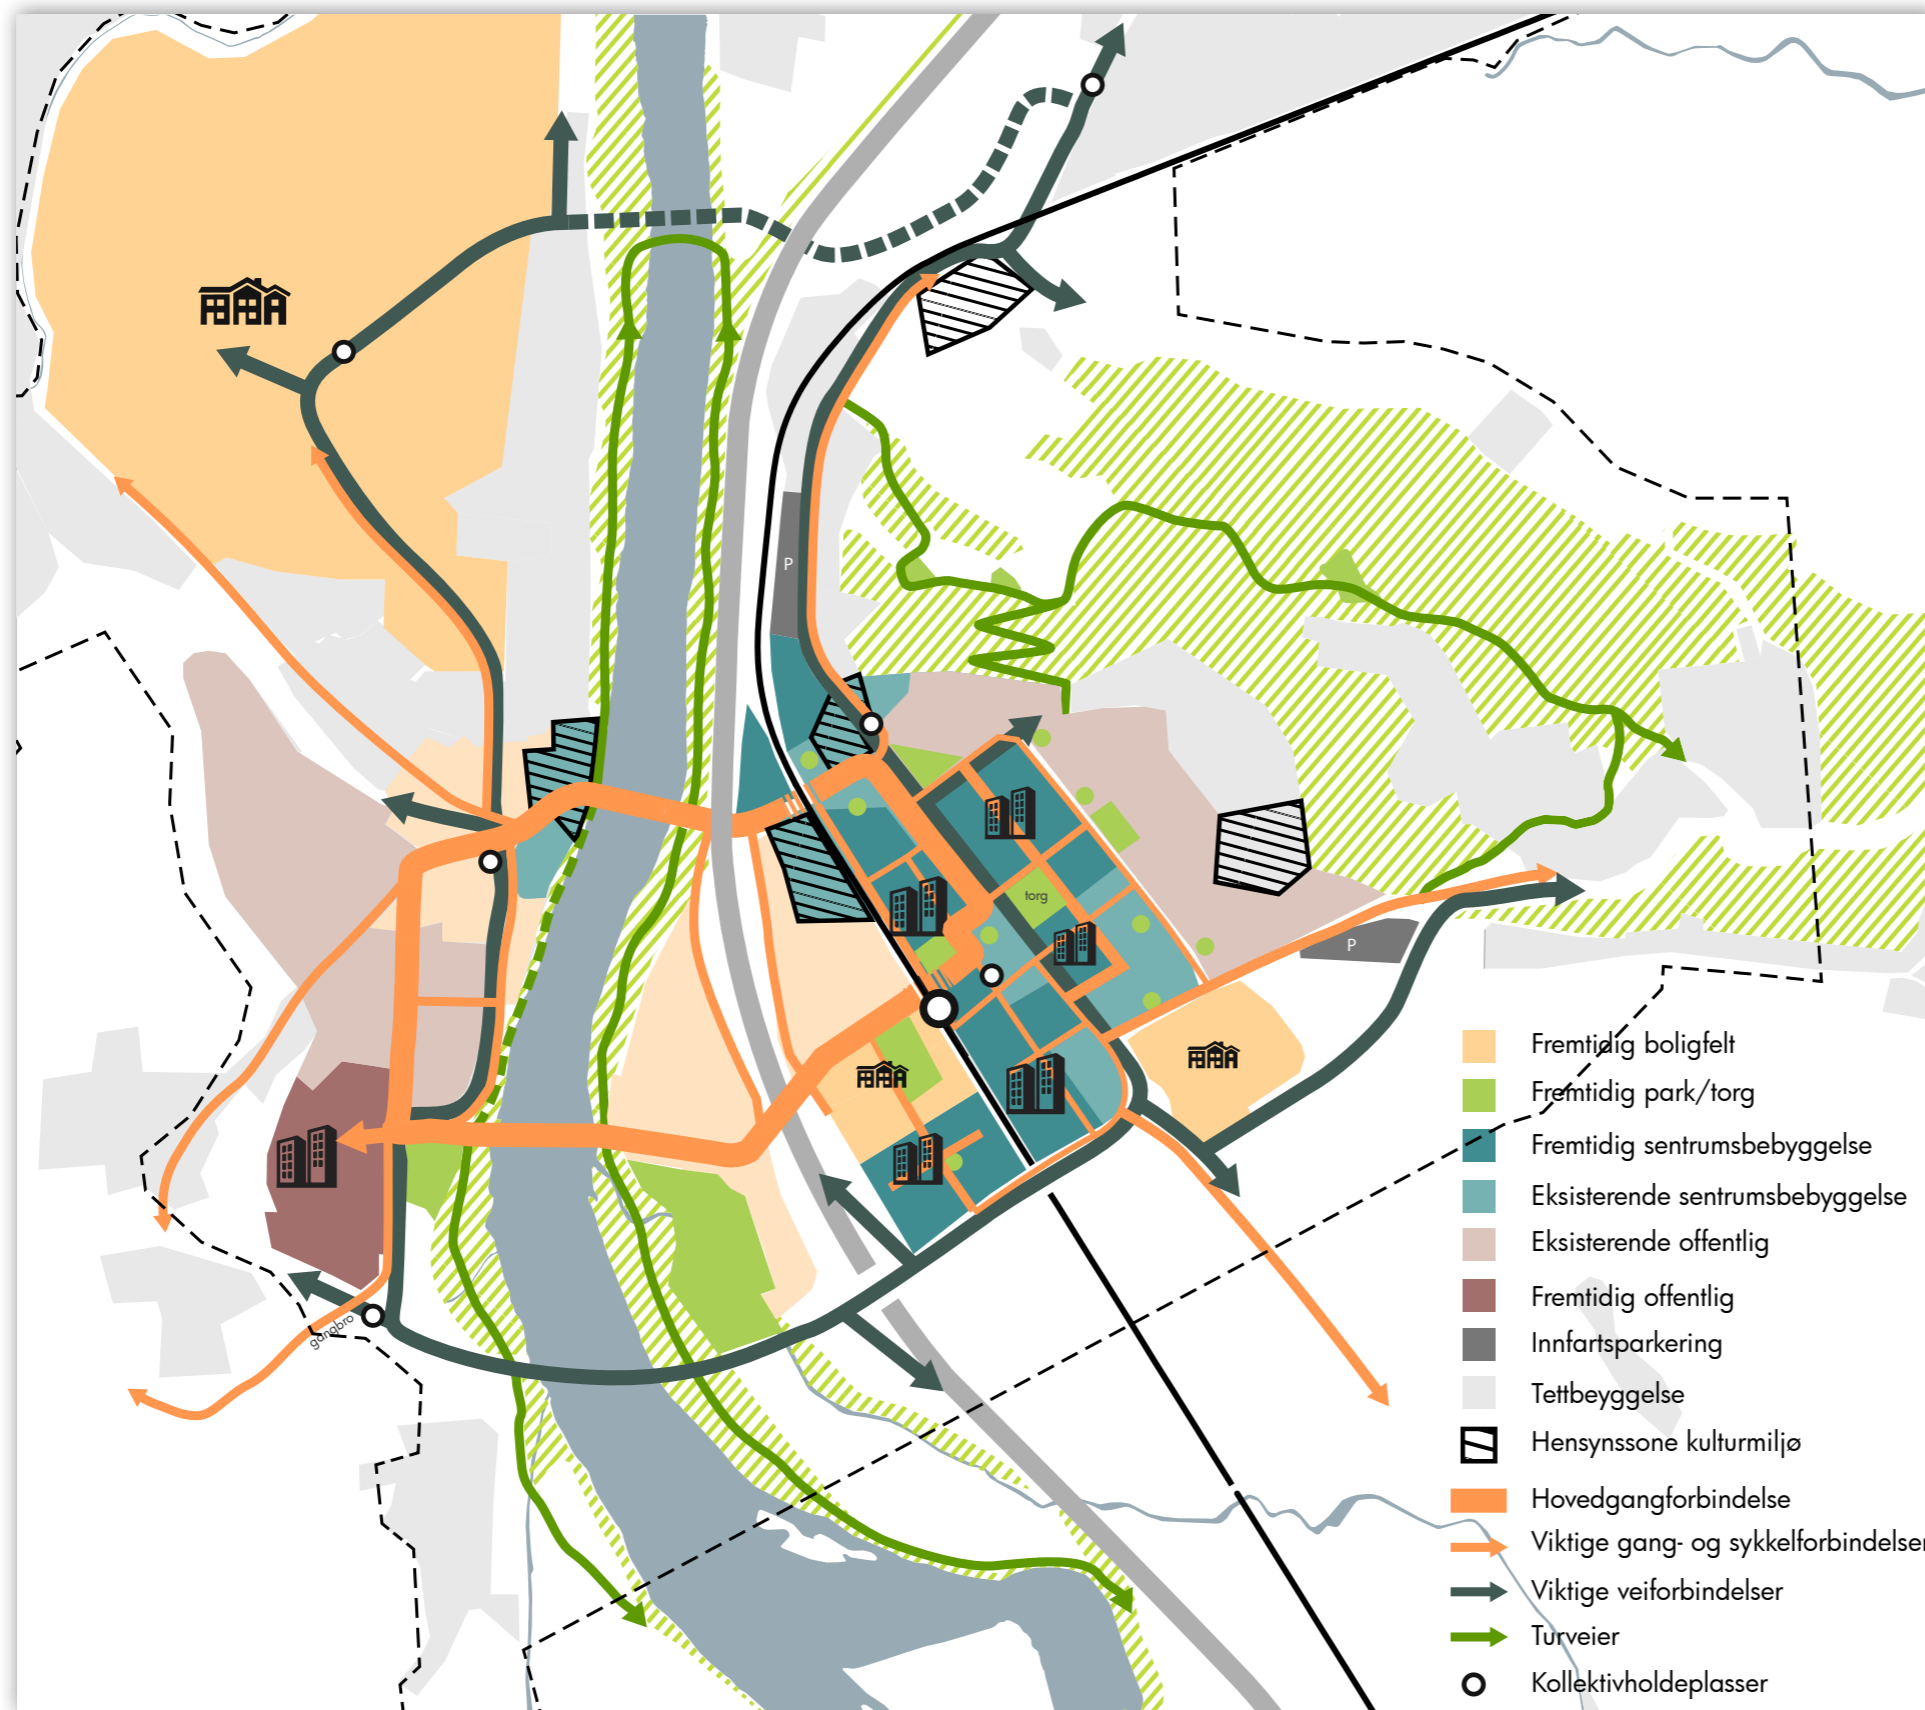 P
torg
P
gangbro
Fremtidig boligfelt
Fremtidig park/torg
Fremtidig sentrumsbebyggelse
Eksisterende sentrumsbebyggelse
Eksisterende offentlig
Fremtidig offentlig
Innfartsparkering
Tettbeyggelse
Hensynssone kulturmiljø
Hovedgangforbindelse
Viktige gang- og sykkelforbindelser
Viktige veiforbindelser
Turveier
Kollektivholdeplasser